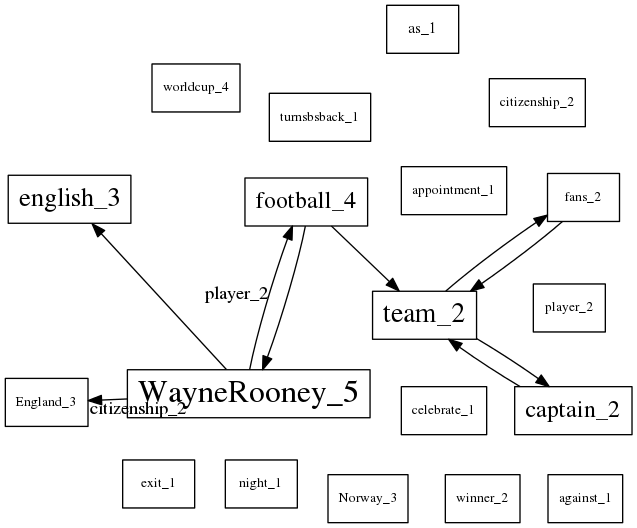 as_1
worldcup_4
citizenship_2
turnsbsback_1
english_3
football_4
appointment_1
fans_2
player_2
team_2
player_2
England_3
citizenship_2
WayneRooney_5
celebrate_1
captain_2
exit_1
night_1
Norway_3
winner_2
against_1